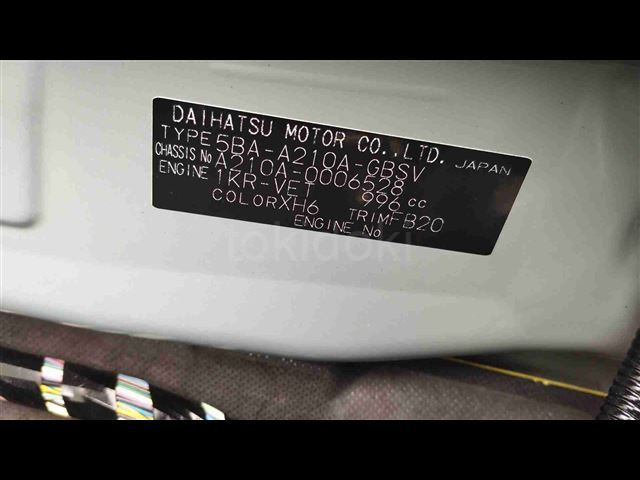 DAIHATSU MOTOR CO.,LTD. JAPAN
TYPE 5BA-A210A-GBSV
CHASSIS No A210A-0006528
ENGINE 1KR-VET 996 cc
COLOR XH6 TRIM FB20
ENGINE No
tokidoki